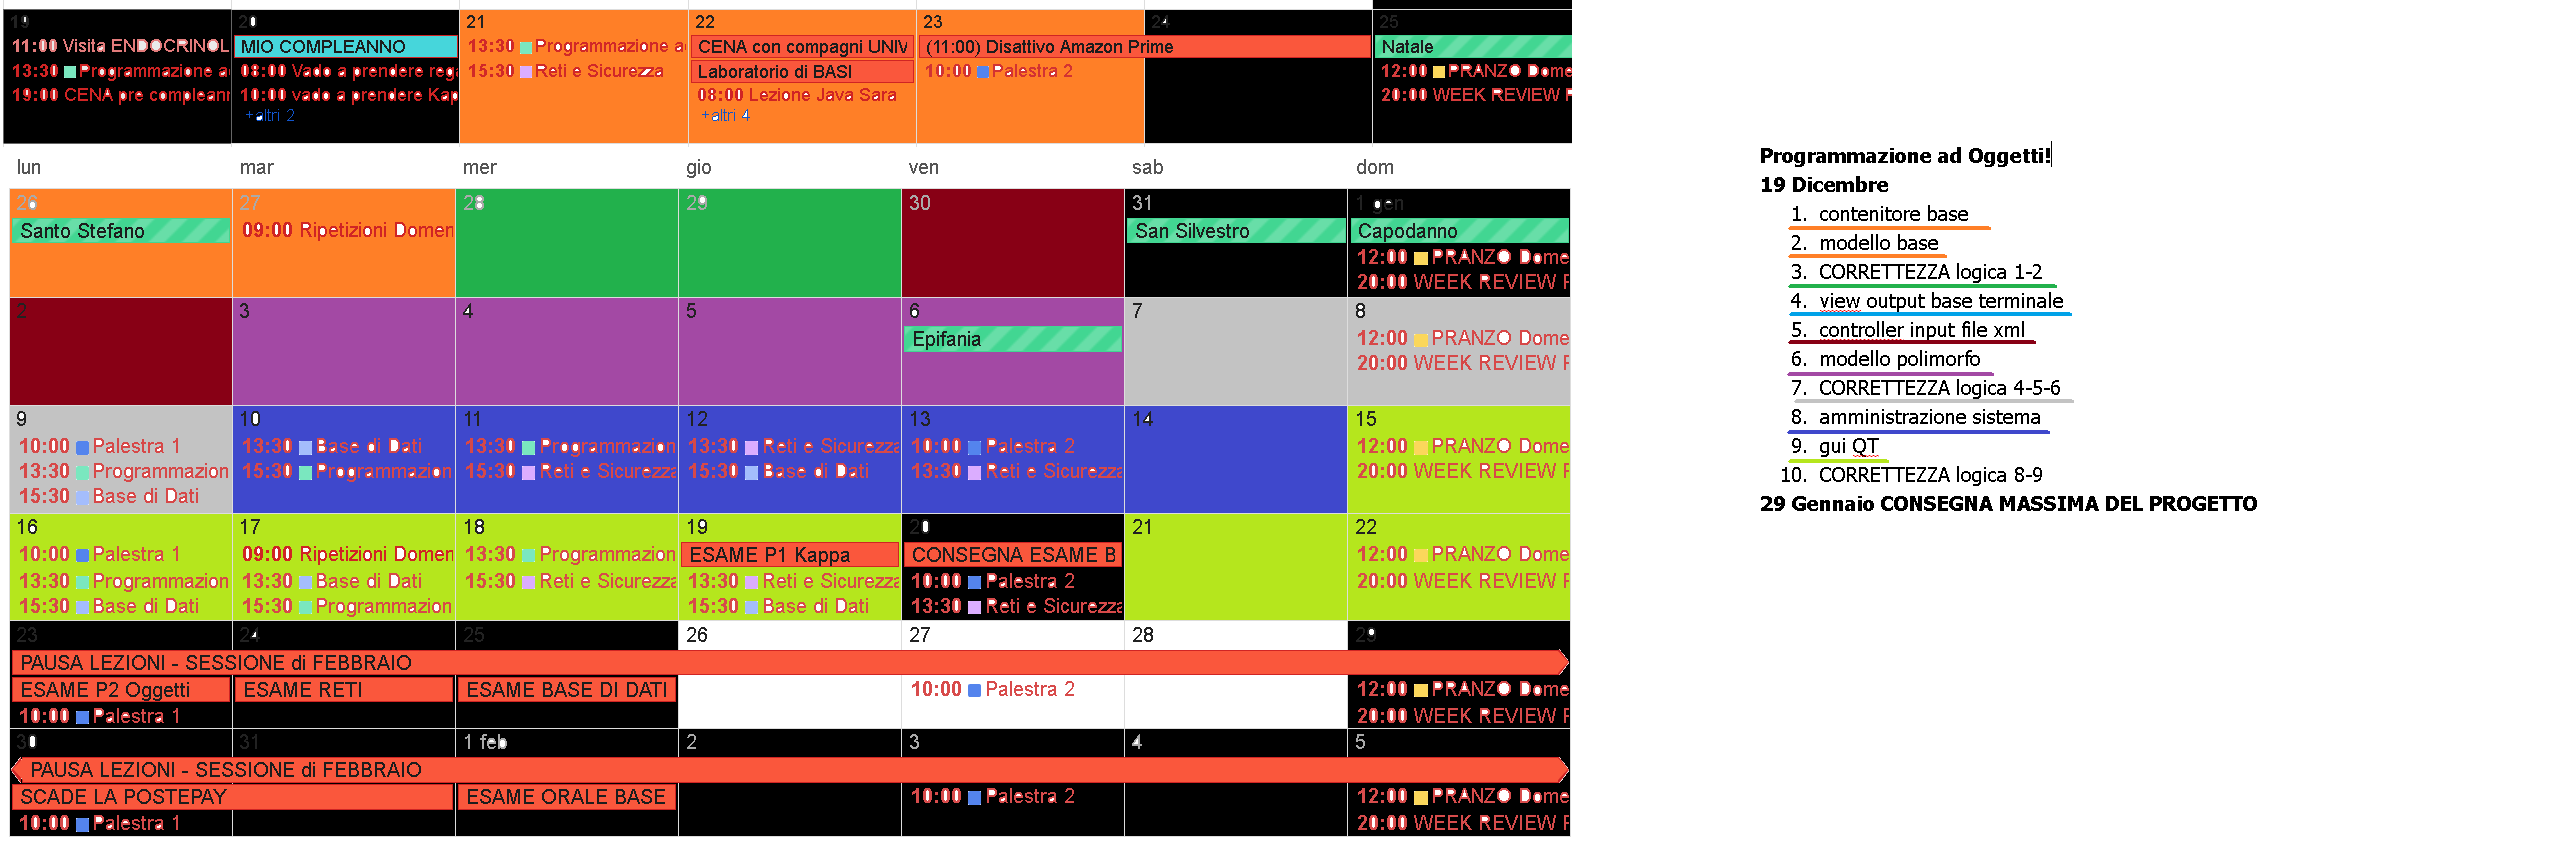 19
20
21
22
23
24
25
11:00 Visita ENDOCRINOL
MIO COMPLEANNO
13:30 Programmazione a
CENA con compagni UNIV
(11:00) Disattivo Amazon Prime
Natale
13:30 Programmazione a
08:00 Vado a prendere rega
15:30 Reti e Sicurezza
Laboratorio di BASI
10:00 Palestra 2
12:00 PRANZO Dome
19:00 CENA pre compleann
10:00 vado a prendere Kap
08:00 Lezione Java Sara
20:00 WEEK REVIEW P
+altri 2
+altri 4
lun
mar
mer
gio
ven
sab
dom
26
27
28
29
30
31
1 gen
Santo Stefano
09:00 Ripetizioni Domen
San Silvestro
Capodanno
12:00 PRANZO Dome
20:00 WEEK REVIEW P
2
3
4
5
6
7
8
Epifania
12:00 PRANZO Dome
20:00 WEEK REVIEW P
9
10
11
12
13
14
15
10:00 Palestra 1
13:30 Base di Dati
13:30 Programmazion
13:30 Reti e Sicurezza
10:00 Palestra 2
12:00 PRANZO Dome
13:30 Programmazion
15:30 Programmazion
15:30 Reti e Sicurezza
15:30 Base di Dati
13:30 Reti e Sicurezza
20:00 WEEK REVIEW P
15:30 Base di Dati
16
17
18
19
20
21
22
10:00 Palestra 1
09:00 Ripetizioni Domen
13:30 Programmazion
ESAME P1 Kappa
CONSEGNA ESAME B
12:00 PRANZO Dome
13:30 Programmazion
13:30 Base di Dati
15:30 Reti e Sicurezza
13:30 Reti e Sicurezza
10:00 Palestra 2
20:00 WEEK REVIEW P
15:30 Base di Dati
15:30 Programmazion
15:30 Base di Dati
13:30 Reti e Sicurezza
23
24
25
26
27
28
29
PAUSA LEZIONI - SESSIONE di FEBBRAIO
ESAME P2 Oggetti
ESAME RETI
ESAME BASE DI DATI
10:00 Palestra 2
12:00 PRANZO Dome
10:00 Palestra 1
20:00 WEEK REVIEW P
30
31
1 feb
2
3
4
5
PAUSA LEZIONI - SESSIONE di FEBBRAIO
SCADE LA POSTEPAY
ESAME ORALE BASE
10:00 Palestra 2
12:00 PRANZO Dome
10:00 Palestra 1
20:00 WEEK REVIEW P
Programmazione ad Oggetti!
19 Dicembre
1. contenitore base
2. modello base
3. CORRETTEZZA logica 1-2
4. view output base terminale
5. controller input file xml
6. modello polimorfo
7. CORRETTEZZA logica 4-5-6
8. amministrazione sistema
9. gui QT
10. CORRETTEZZA logica 8-9
29 Gennaio CONSEGNA MASSIMA DEL PROGETTO